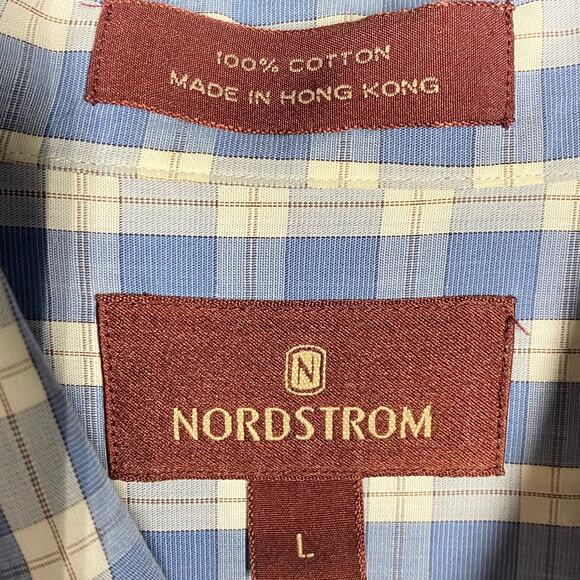 100% COTTON
MADE IN HONG KONG
N
NORDSTROM
L